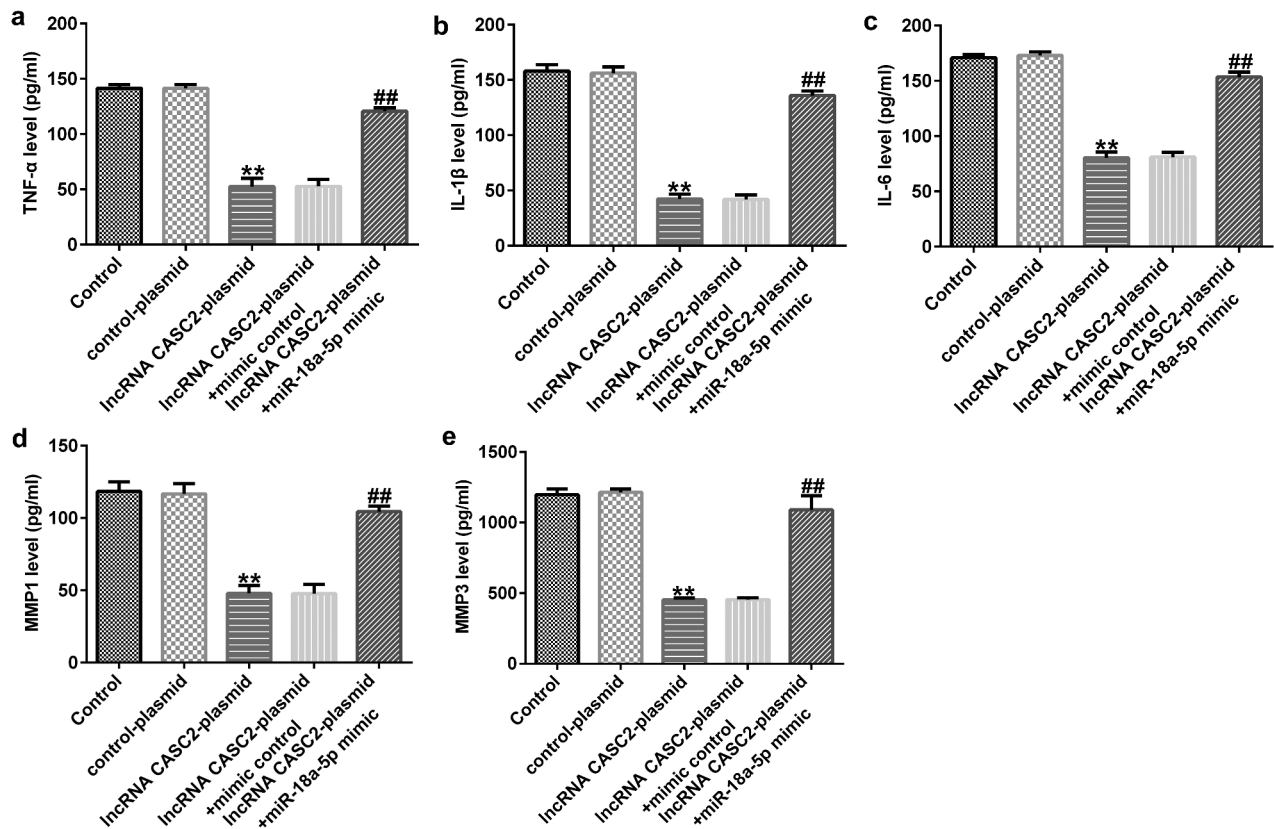 a
TNF-α level (pg/ml)
200
150
100
50
0
**
##
Control
control-plasmid
lncRNA CASC2-plasmid
lncRNA CASC2-plasmid
+mimic control
lncRNA CASC2-plasmid
+miR-18a-5p mimic
b
IL-1β level (pg/ml)
200
150
100
50
0
**
##
Control
control-plasmid
lncRNA CASC2-plasmid
lncRNA CASC2-plasmid
+mimic control
lncRNA CASC2-plasmid
+miR-18a-5p mimic
c
IL-6 level (pg/ml)
200
150
100
50
0
**
##
Control
control-plasmid
lncRNA CASC2-plasmid
lncRNA CASC2-plasmid
+mimic control
lncRNA CASC2-plasmid
+miR-18a-5p mimic
d
MMP1 level (pg/ml)
150
100
50
0
**
##
Control
control-plasmid
lncRNA CASC2-plasmid
lncRNA CASC2-plasmid
+mimic control
lncRNA CASC2-plasmid
+miR-18a-5p mimic
e
MMP3 level (pg/ml)
1500
1000
500
0
**
##
Control
control-plasmid
lncRNA CASC2-plasmid
lncRNA CASC2-plasmid
+mimic control
lncRNA CASC2-plasmid
+miR-18a-5p mimic